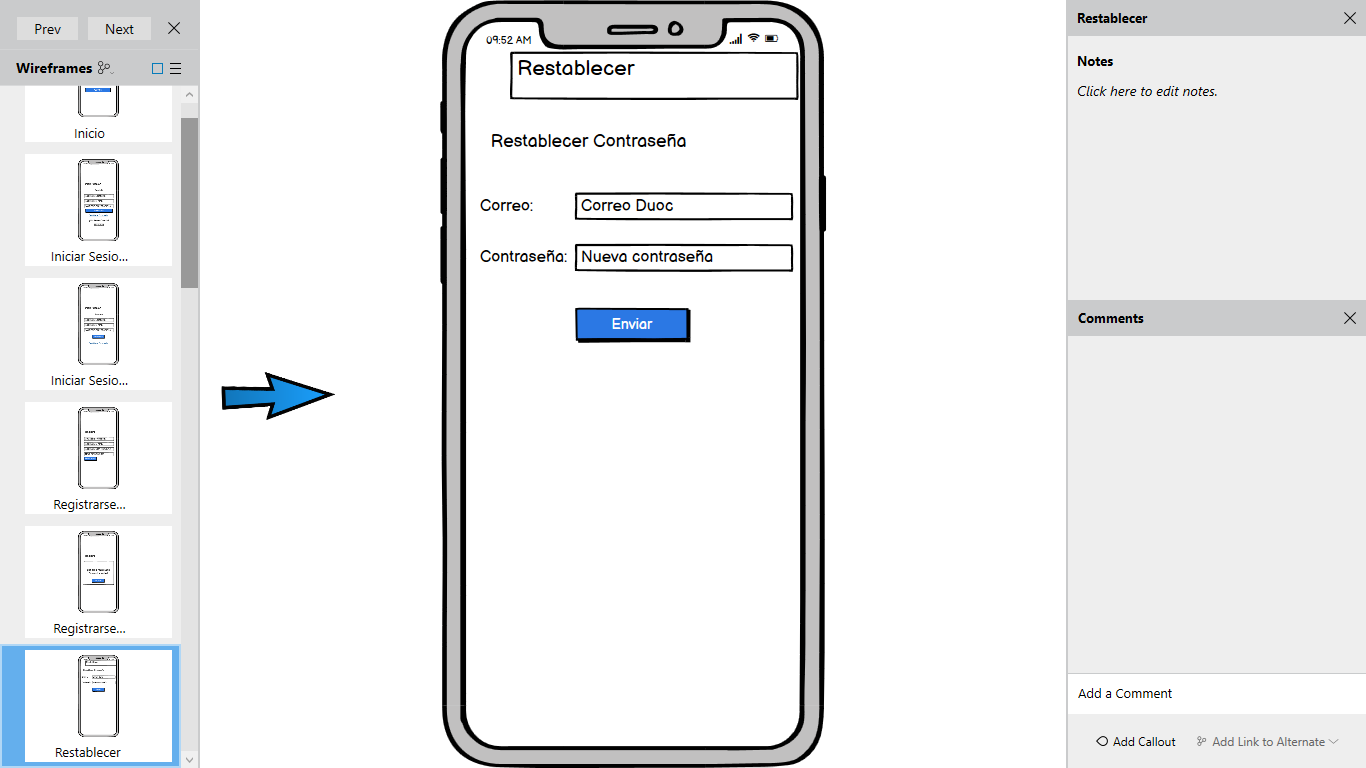 Prev
Next
Wireframes
Inicio
Iniciar Sesio...
Iniciar Sesio...
Registrarse...
Registrarse...
Restablecer
09:52 AM
Restablecer
Restablecer Contraseña
Correo:
Correo Duoc
Contraseña:
Nueva contraseña
Enviar
Restablecer
Notes
Click here to edit notes.
Comments
Add a Comment
Add Callout
Add Link to Alternate